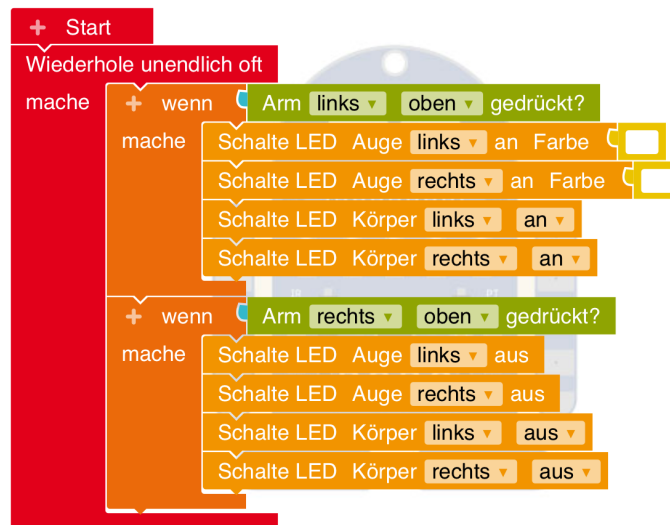 + Start
Wiederhole unendlich oft
mache + wenn Arm links oben gedrückt?
mache Schalte LED Auge links an Farbe
Schalte LED Auge rechts an Farbe
Schalte LED Körper links an
Schalte LED Körper rechts an
+ wenn Arm rechts oben gedrückt?
mache Schalte LED Auge links aus
Schalte LED Auge rechts aus
Schalte LED Körper links aus
Schalte LED Körper rechts aus